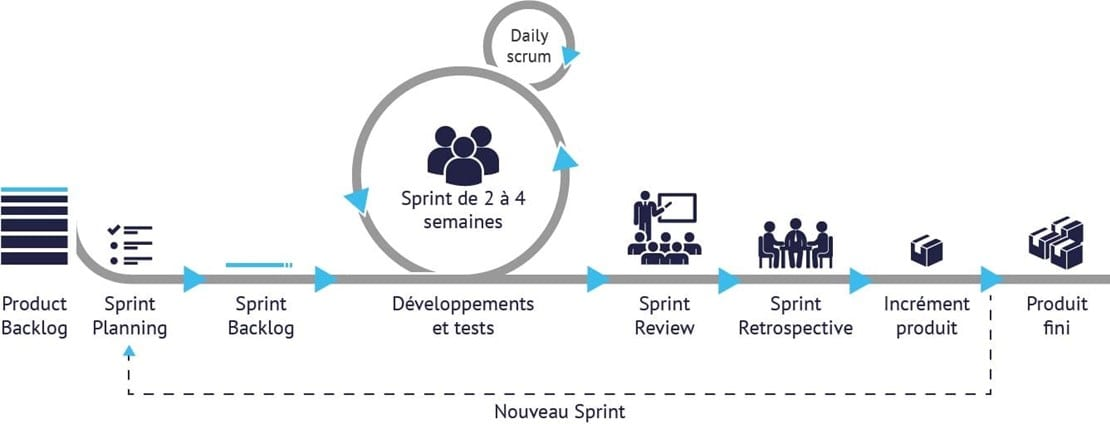 Daily
scrum
Sprint de 2 à 4
semaines
Product
Backlog
Sprint
Planning
Sprint
Backlog
Développements
et tests
Sprint
Review
Sprint
Retrospective
Incrément
produit
Produit
fini
Nouveau Sprint